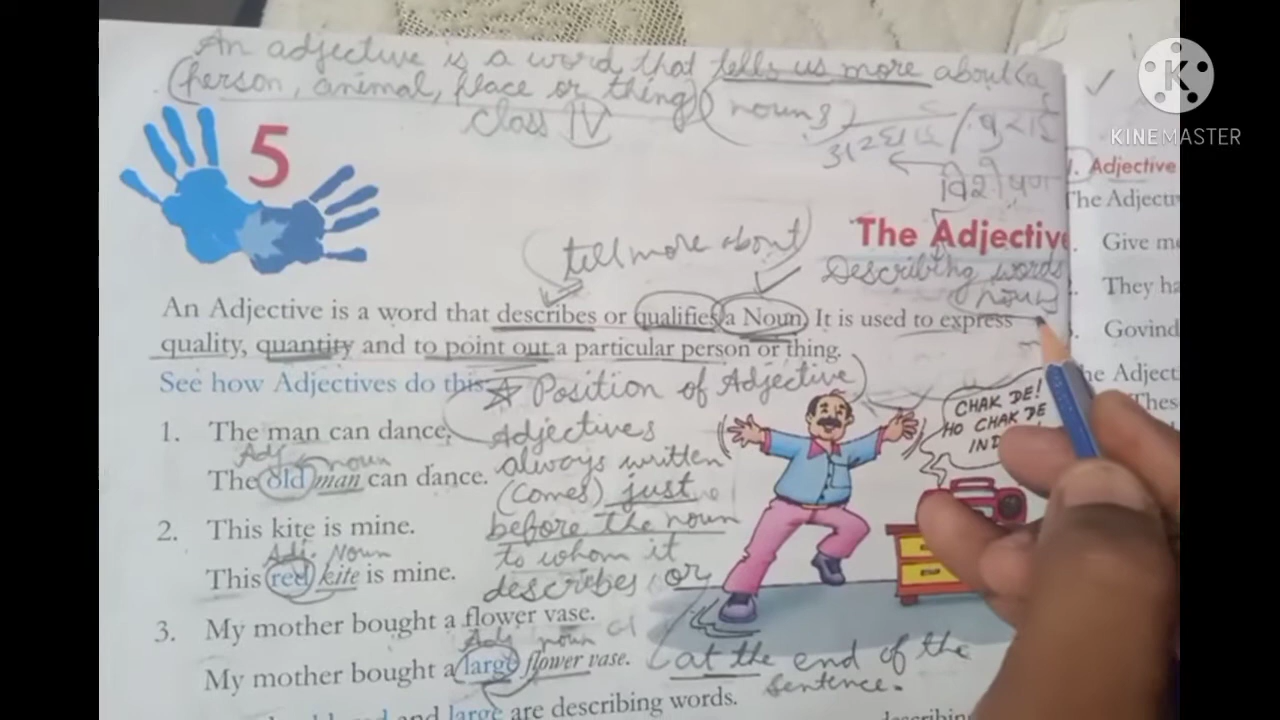 An adjective is a word that tells us more about (a
(person, animal, place or thing) ( nouns)
Class IV
5
विशेषण
The Adjective
tell more about
Describing words
noun
An Adjective is a word that describes or qualifies a Noun. It is used to express
quality, quantity and to point out a particular person or thing.
See how Adjectives do this
Position of Adjective
1. The man can dance.
Adj noun
The old man can dance.
2. This kite is mine.
Adj. Noun
This red kite is mine.
3. My mother bought a flower vase.
Adj noun
My mother bought a large flower vase.
and large are describing words.
Adjectives
always written
(comes) just
before the noun
to whom it
describes or
at the end of the
sentence.
CHAK DE!
HO CHAK DE
KINEMASTER
1. Adjective
The
Give
They
Govind